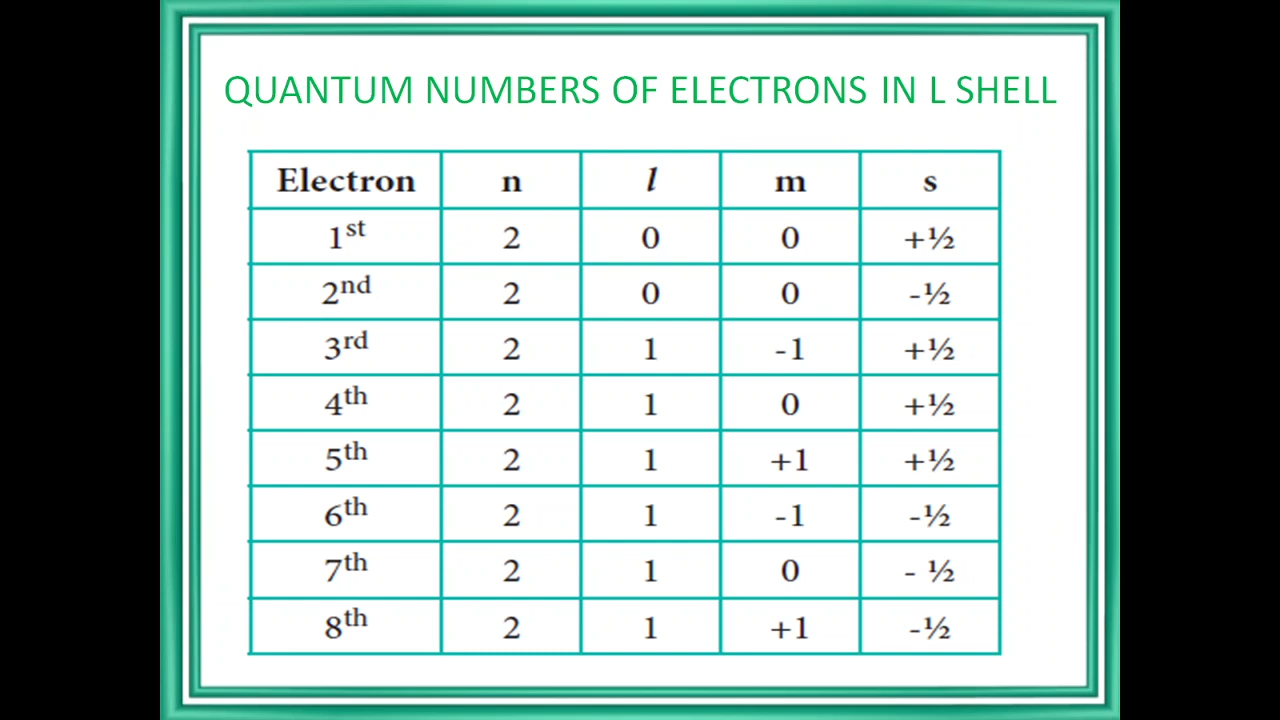 QUANTUM NUMBERS OF ELECTRONS IN L SHELL
Electron n l m s
1st 2 0 0 +½
2nd 2 0 0 -½
3rd 2 1 -1 +½
4th 2 1 0 +½
5th 2 1 +1 +½
6th 2 1 -1 -½
7th 2 1 0 - ½
8th 2 1 +1 -½